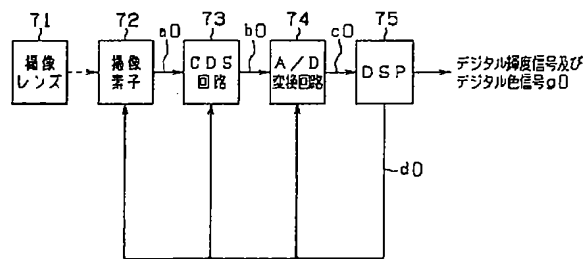 71
72
73
74
75
a0
b0
c0
撮像
レンズ
撮像
素子
CDS
回路
A/D
変換回路
DSP
デジタル輝度信号及び
デジタル色信号g0
d0